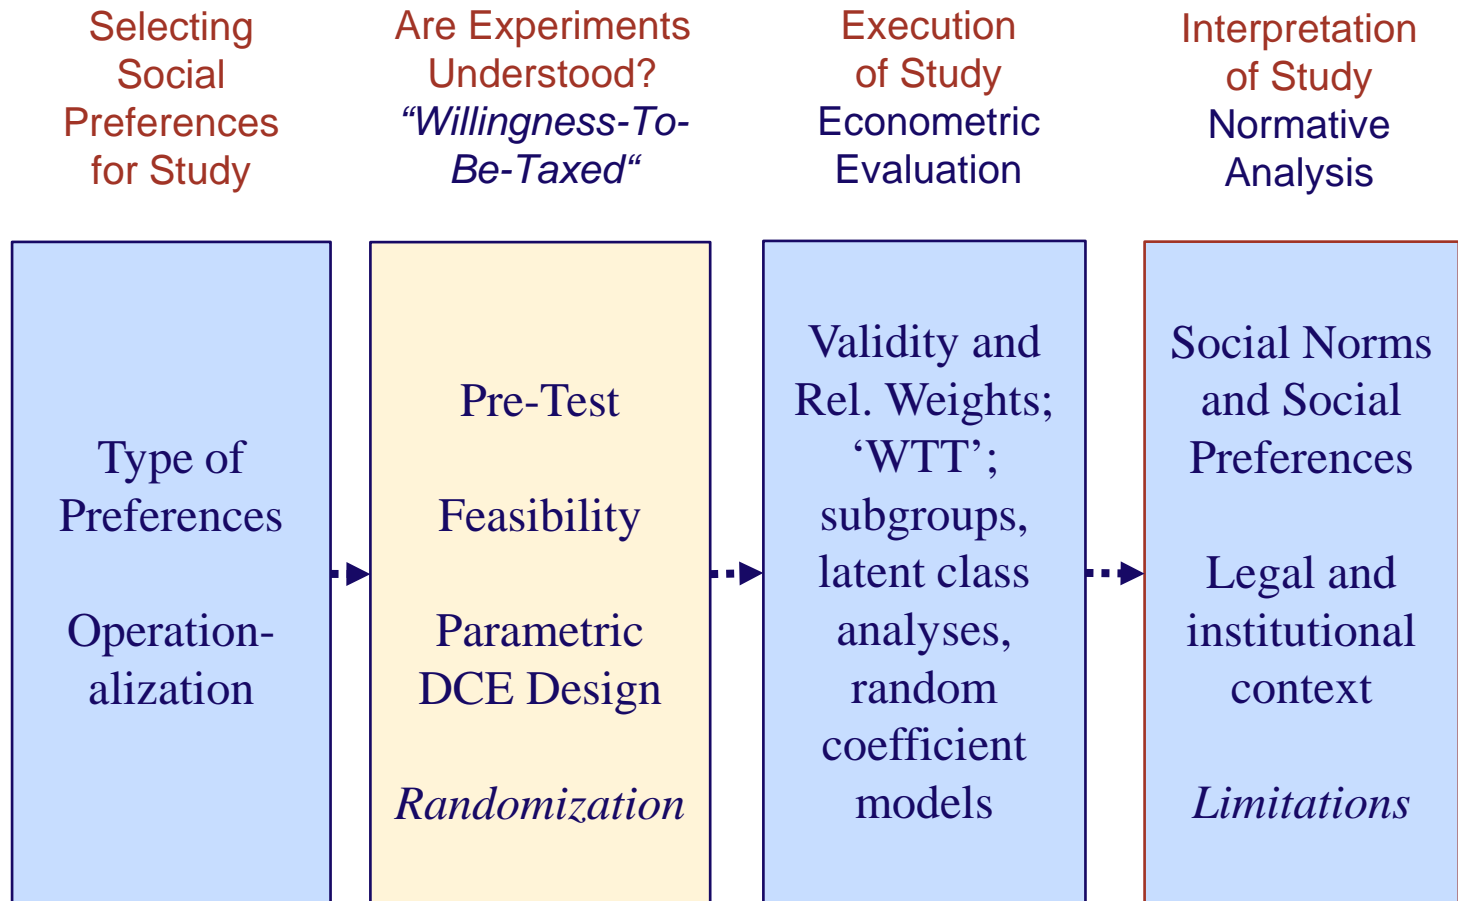 Selecting
Social
Preferences
for Study
Are Experiments
Understood?
“Willingness-To-
Be-Taxed“
Execution
of Study
Econometric
Evaluation
Interpretation
of Study
Normative
Analysis
Type of
Preferences
Operation-
alization
Pre-Test
Feasibility
Parametric
DCE Design
Randomization
Validity and
Rel. Weights;
‘WTT’;
subgroups,
latent class
analyses,
random
coefficient
models
Social Norms
and Social
Preferences
Legal and
institutional
context
Limitations